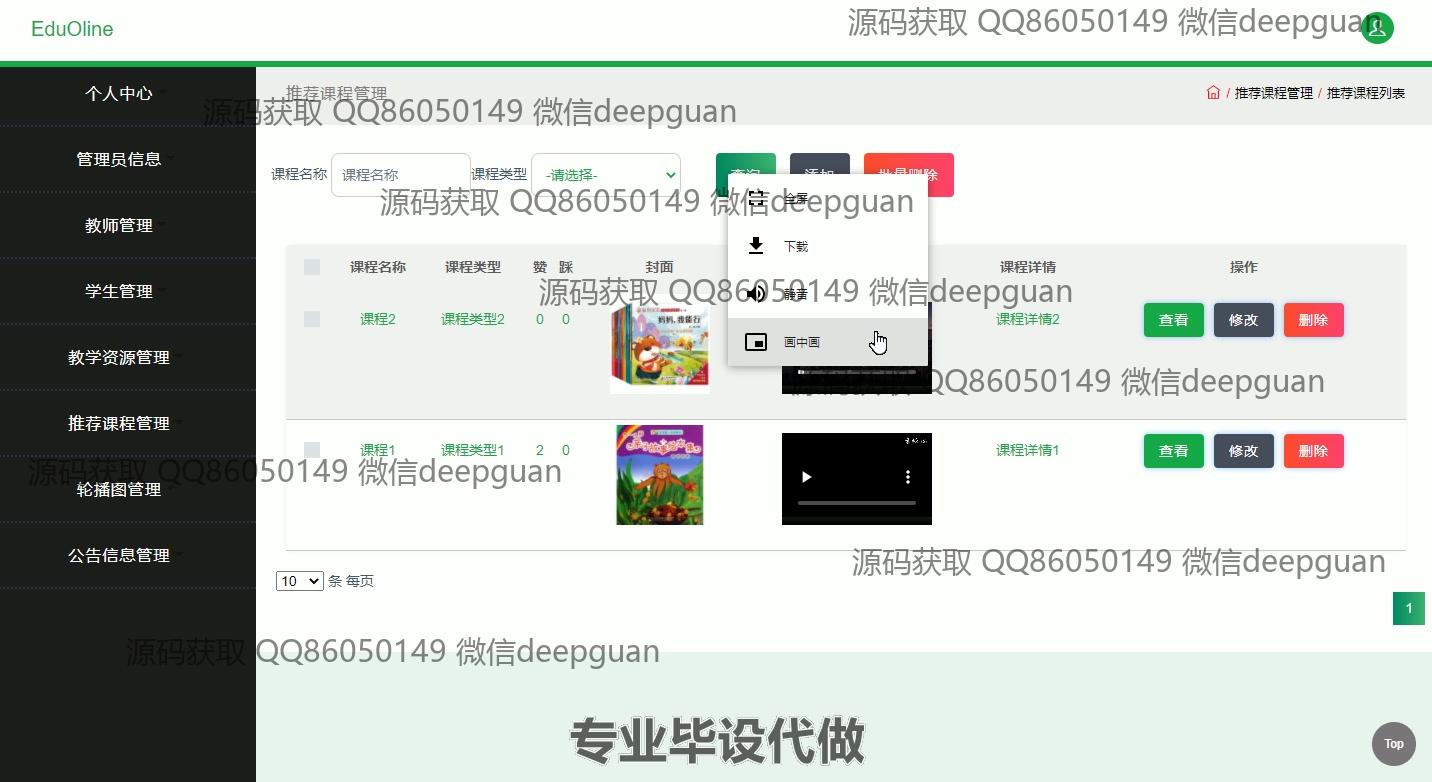 EduOline
源码获取 QQ86050149 微信deepguan
个人中心
管理员信息
教师管理
学生管理
教学资源管理
推荐课程管理
轮播图管理
公告信息管理
推荐课程管理
/ 推荐课程管理 / 推荐课程列表
源码获取 QQ86050149 微信deepguan
课程名称 课程名称 课程类型 -请选择- 查询 添加 批量删除
源码获取 QQ86050149 微信deepguan
全屏
下载
静音
画中画
课程名称 课程类型 赞 踩 封面 课程详情 操作
源码获取 QQ86050149 微信deepguan
课程2 课程类型2 0 0 妈妈,我能行 课程详情2 查看 修改 删除
源码获取 QQ86050149 微信deepguan
课程1 课程类型1 2 0 课程详情1 查看 修改 删除
源码获取 QQ86050149 微信deepguan
源码获取 QQ86050149 微信deepguan
10 条 每页
1
源码获取 QQ86050149 微信deepguan
专业毕设代做
Top